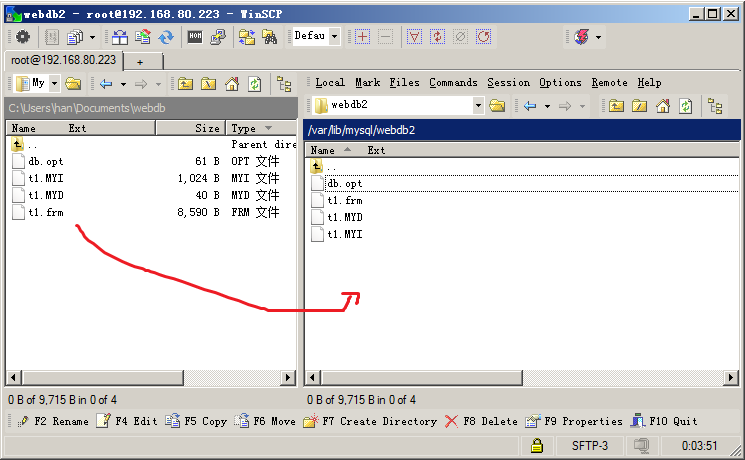 webdb2 - root@192.168.80.223 - WinSCP
Defau
root@192.168.80.223 +
My
Local Mark Files Commands Session Options Remote Help
webdb2
C:\Users\han\Documents\webdb
/var/lib/mysql/webdb2
Name Ext Size Type
.. Parent dire
db.opt 61 B OPT 文件
t1.MYI 1,024 B MYI 文件
t1.MYD 40 B MYD 文件
t1.frm 8,590 B FRM 文件
Name Ext
..
db.opt
t1.frm
t1.MYD
t1.MYI
0 B of 9,715 B in 0 of 4
0 B of 9,715 B in 0 of 4
F2 Rename F4 Edit F5 Copy F6 Move F7 Create Directory F8 Delete F9 Properties F10 Quit
SFTP-3 0:03:51